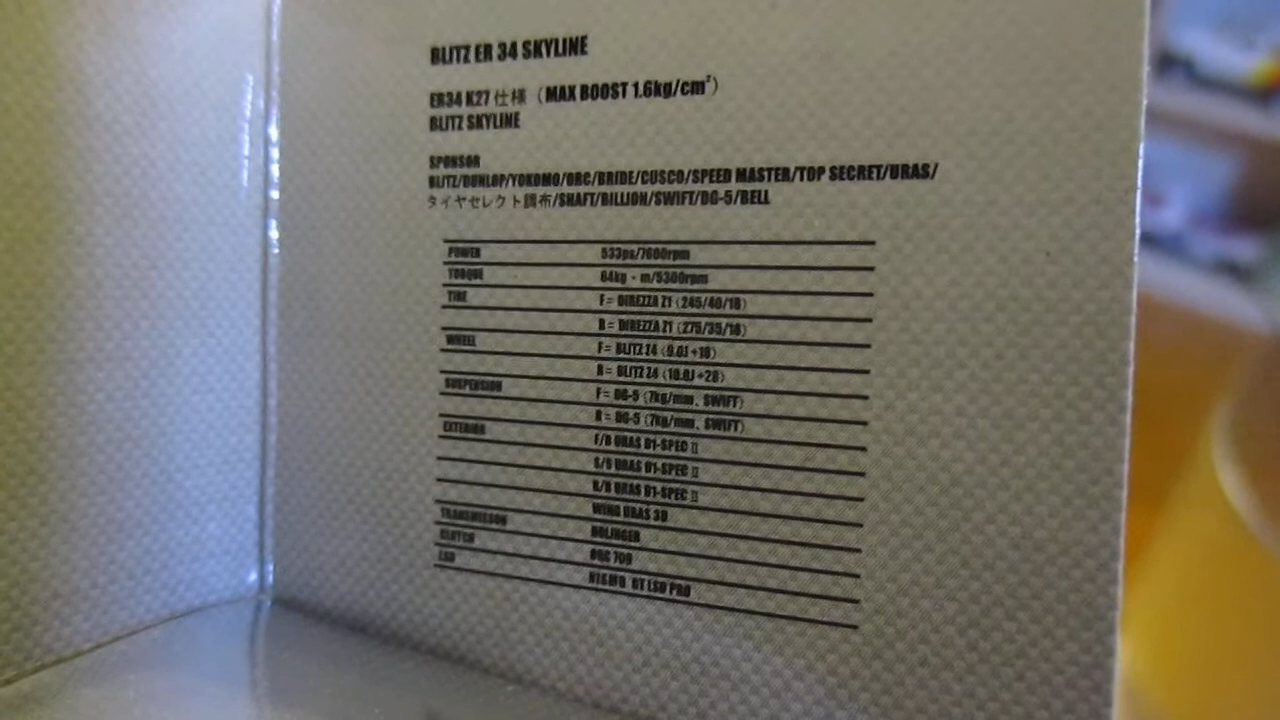 BLITZ ER 34 SKYLINE
ER34 K27 仕様 (MAX BOOST 1.6kg/cm²)
BLITZ SKYLINE
SPONSOR
BLITZ/DUNLOP/YOKOMO/ORC/BRIDE/CUSCO/SPEED MASTER/TOP SECRET/URAS/
タイヤセレクト調布/SHAFT/BILLION/SWIFT/DG-5/BELL
POWER 533ps/7600rpm
TORQUE 64kg・m/5300rpm
TIRE F= DIREZZA Z1 (245/40/18)
R= DIREZZA Z1 (275/35/18)
WHEEL F= BLITZ Z4 (9.0J +18)
R= BLITZ Z4 (10.0J +28)
SUSPENSION F= DG-5 (7kg/mm、SWIFT)
R= DG-5 (7kg/mm、SWIFT)
EXTERIOR F/B URAS D1-SPEC II
S/S URAS D1-SPEC II
R/B URAS D1-SPEC II
WING URAS 3D
TRANSMISSION HOLINGER
CLUTCH ORC 709
LSD NISMO GT LSD PRO